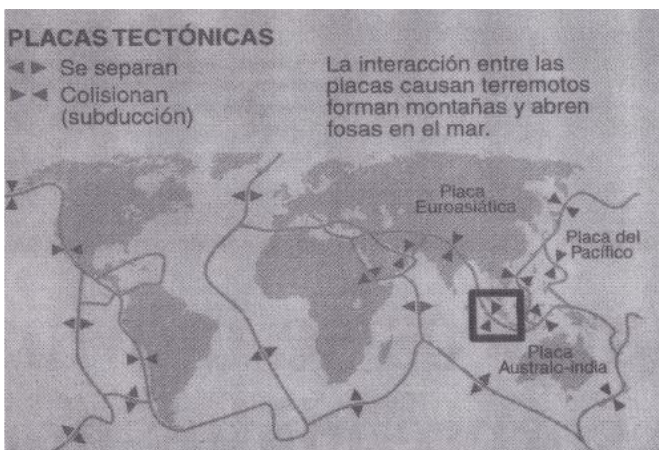 PLACAS TECTÓNICAS
Se separan
Colisionan
(subducción)
La interacción entre las
placas causan terremotos
forman montañas y abren
fosas en el mar.
Placa
Euroasiática
Placa del
Pacífico
Placa
Australo-india